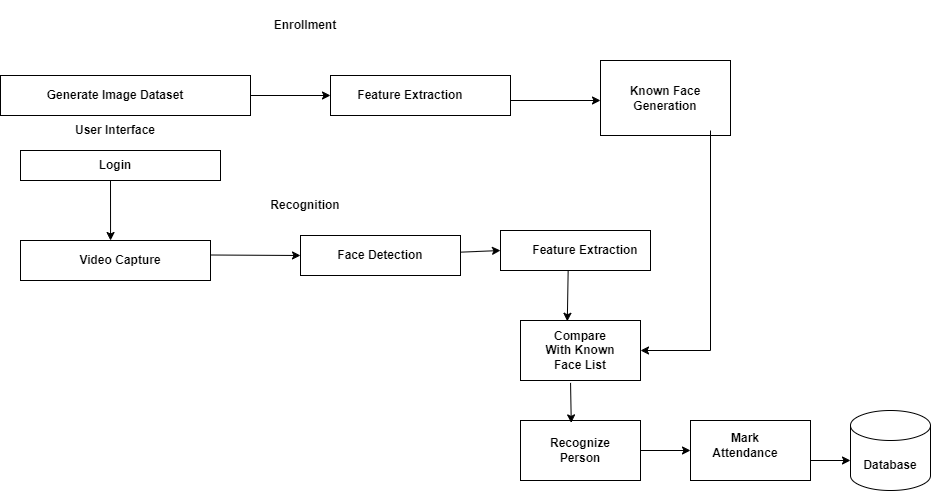 Enrollment
Generate Image Dataset
Feature Extraction
Known Face
Generation
User Interface
Login
Recognition
Video Capture
Face Detection
Feature Extraction
Compare
With Known
Face List
Recognize
Person
Mark
Attendance
Database